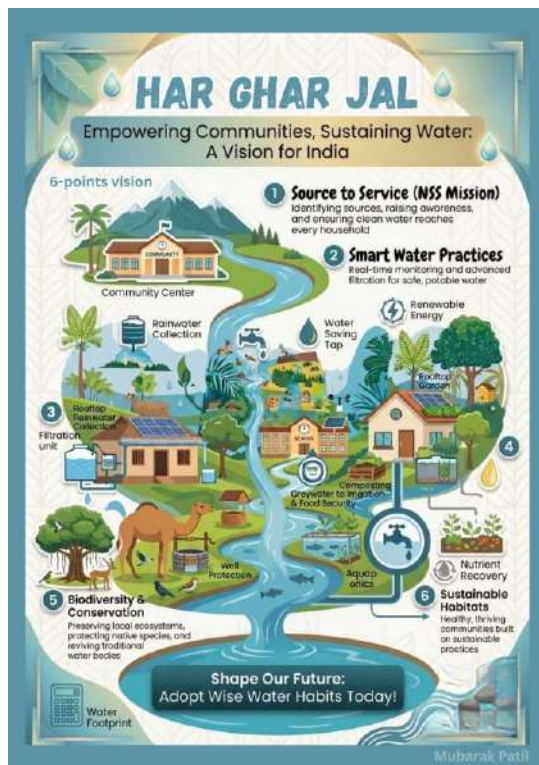 HAR GHAR JAL
Empowering Communities, Sustaining Water:
A Vision for India
6-points vision
1 Source to Service (NSS Mission)
Identifying sources, raising awareness,
and ensuring clean water reaches
every household
2 Smart Water Practices
Real-time monitoring and advanced
filtration for safe, potable water
COMMUNITY
Community Center
Renewable
Energy
Rainwater
Collection
Water
Saving
Tap
Rooftop
Garden
3
Rooftop
Rainwater
Collection
Filtration
unit
SCHOOL
4
Composting
Greywater to Irrigation
& Food Security
Well
Protection
Aquap
onics
Nutrient
Recovery
5 Biodiversity &
Conservation
Preserving local ecosystems,
protecting native species, and
reviving traditional
water bodies
6 Sustainable
Habitats
Healthy, thriving
communities built
on sustainable
practices
Shape Our Future:
Adopt Wise Water Habits Today!
Water
Footprint
Mubarak Patil